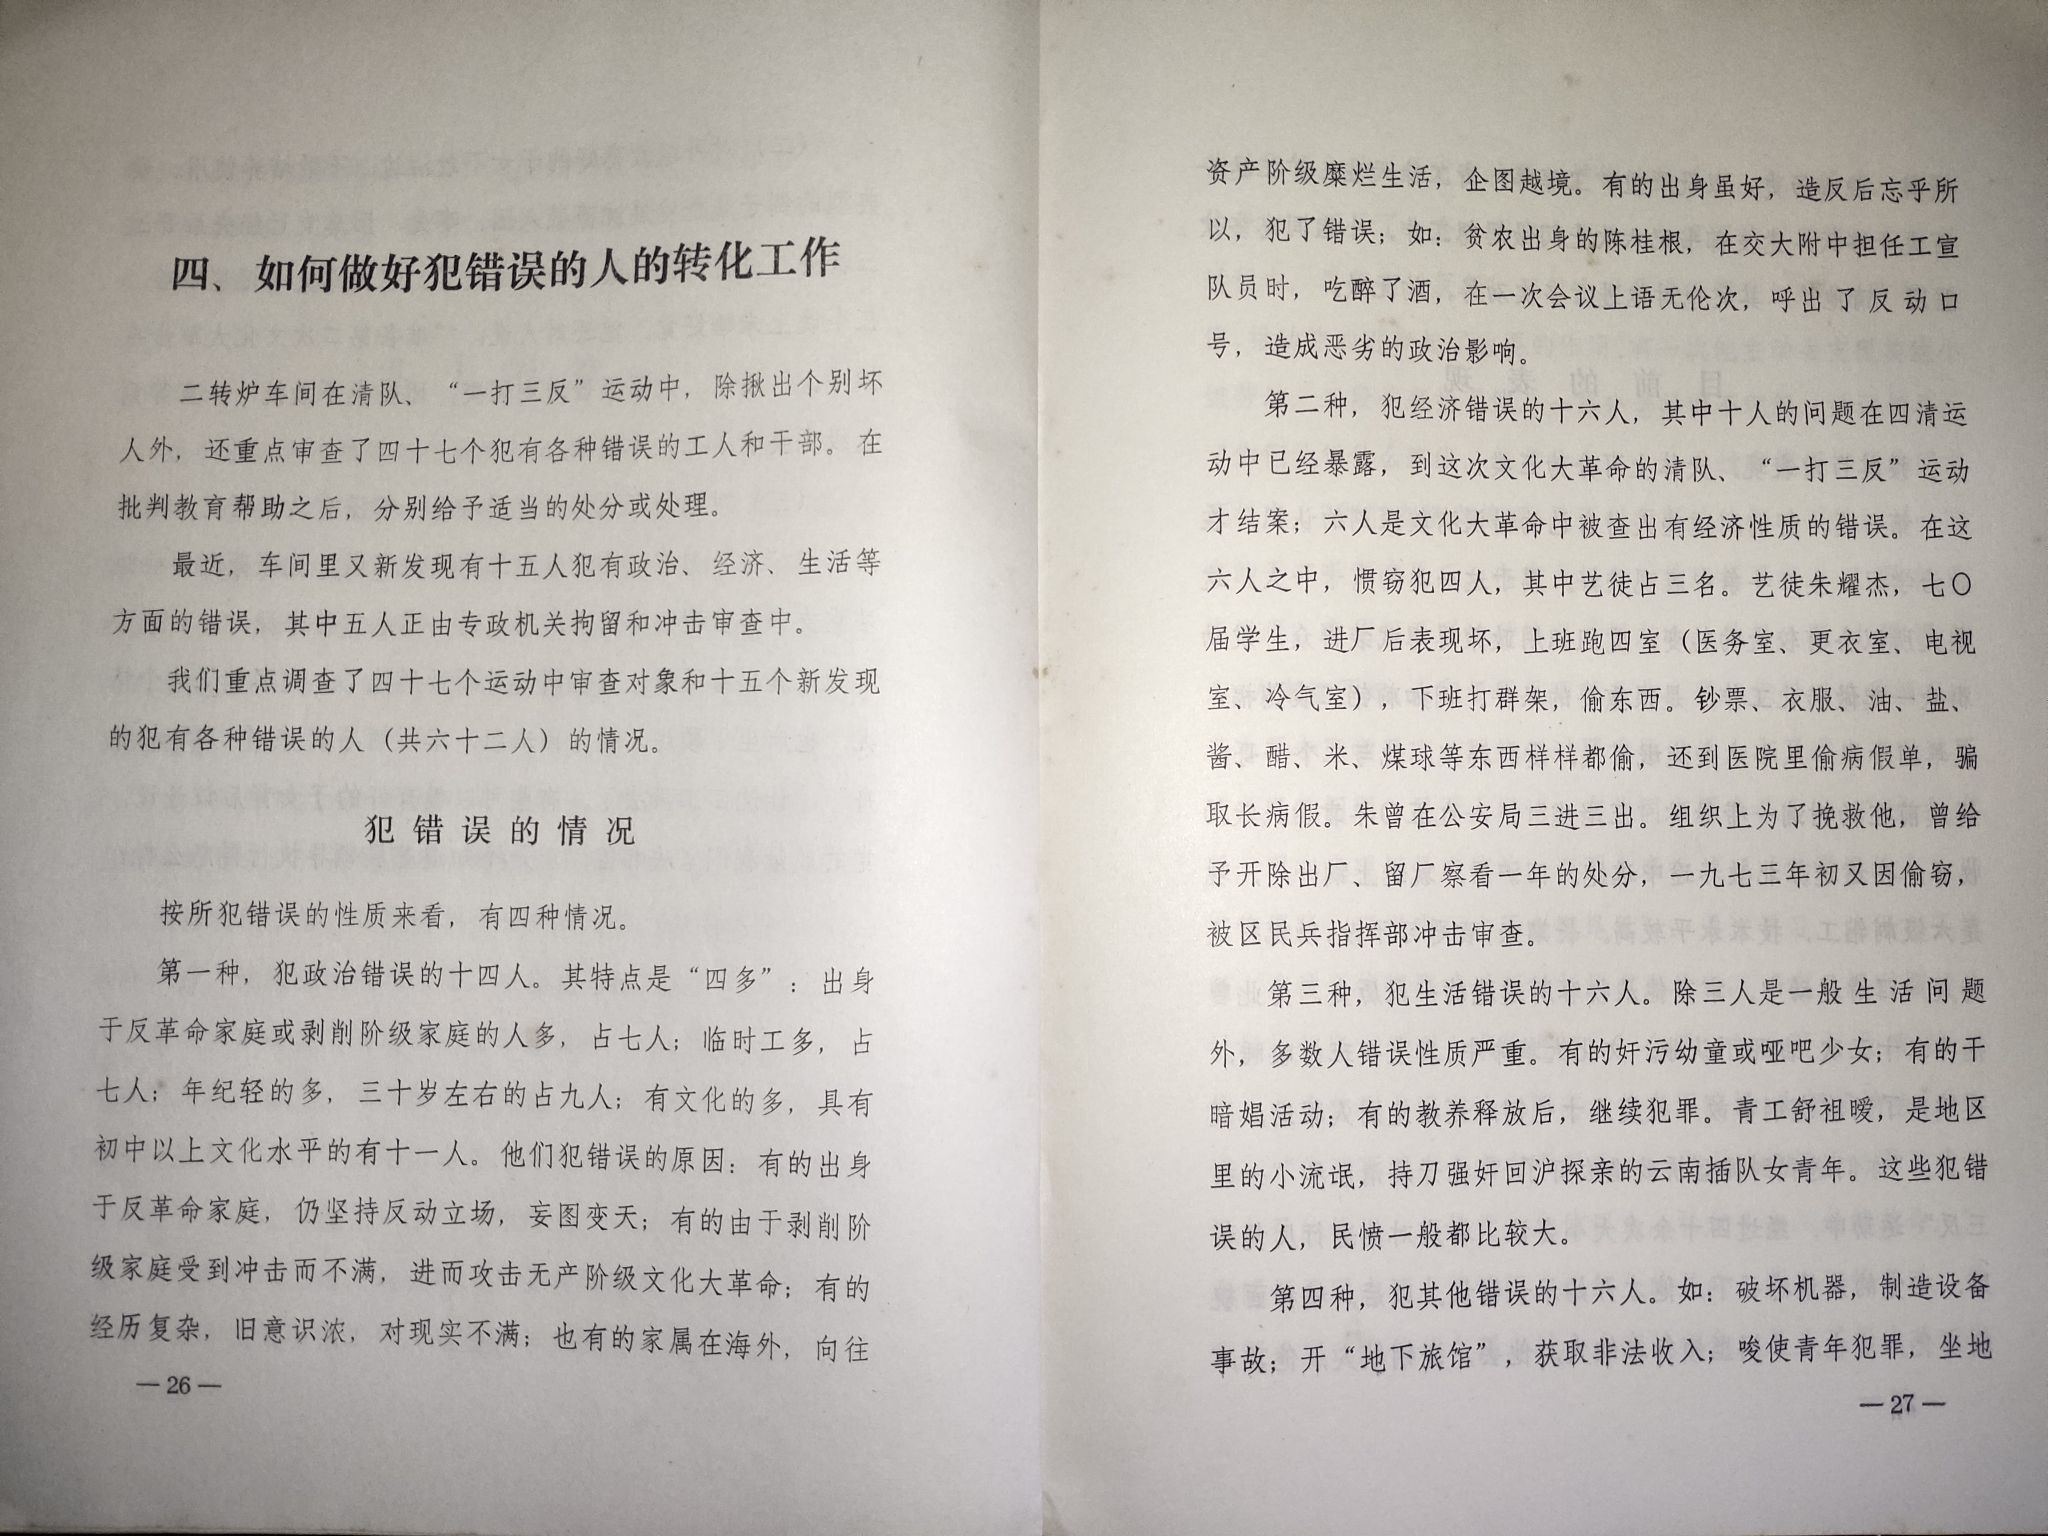 四、如何做好犯错误的人的转化工作
二转炉车间在清队、“一打三反”运动中，除揪出个别坏
人外，还重点审查了四十七个犯有各种错误的工人和干部。在
批判教育帮助之后，分别给予适当的处分或处理。
最近，车间里又新发现有十五人犯有政治、经济、生活等
方面的错误，其中五人正由专政机关拘留和冲击审查中。
我们重点调查了四十七个运动中审查对象和十五个新发现
的犯有各种错误的人（共六十二人）的情况。
犯错误的情况
按所犯错误的性质来看，有四种情况。
第一种，犯政治错误的十四人。其特点是“四多”：出身
于反革命家庭或剥削阶级家庭的人多，占七人；临时工多，占
七人；年纪轻的多，三十岁左右的占九人；有文化的多，具有
初中以上文化水平的有十一人。他们犯错误的原因：有的出身
于反革命家庭，仍坚持反动立场，妄图变天；有的由于剥削阶
级家庭受到冲击而不满，进而攻击无产阶级文化大革命；有的
经历复杂，旧意识浓，对现实不满；也有的家属在海外，向往
— 26 —
资产阶级糜烂生活，企图越境。有的出身虽好，造反后忘乎所
以，犯了错误；如：贫农出身的陈桂根，在交大附中担任工宣
队员时，吃醉了酒，在一次会议上语无伦次，呼出了反动口
号，造成恶劣的政治影响。
第二种，犯经济错误的十六人，其中十人的问题在四清运
动中已经暴露，到这次文化大革命的清队、“一打三反”运动
才结案；六人是文化大革命中被查出有经济性质的错误。在这
六人之中，惯窃犯四人，其中艺徒占三名。艺徒朱耀杰，七〇
届学生，进厂后表现坏，上班跑四室（医务室、更衣室、电视
室、冷气室），下班打群架，偷东西。钞票、衣服、油、盐、
酱、醋、米、煤球等东西样样都偷，还到医院里偷病假单，骗
取长病假。朱曾在公安局三进三出。组织上为了挽救他，曾给
予开除出厂、留厂察看一年的处分，一九七三年初又因偷窃，
被区民兵指挥部冲击审查。
第三种，犯生活错误的十六人。除三人是一般生活问题
外，多数人错误性质严重。有的奸污幼童或哑吧少女；有的干
暗娼活动；有的教养释放后，继续犯罪。青工舒祖暧，是地区
里的小流氓，持刀强奸回沪探亲的云南插队女青年。这些犯错
误的人，民愤一般都比较大。
第四种，犯其他错误的十六人。如：破坏机器，制造设备
事故；开“地下旅馆”，获取非法收入；唆使青年犯罪，坐地
— 27 —